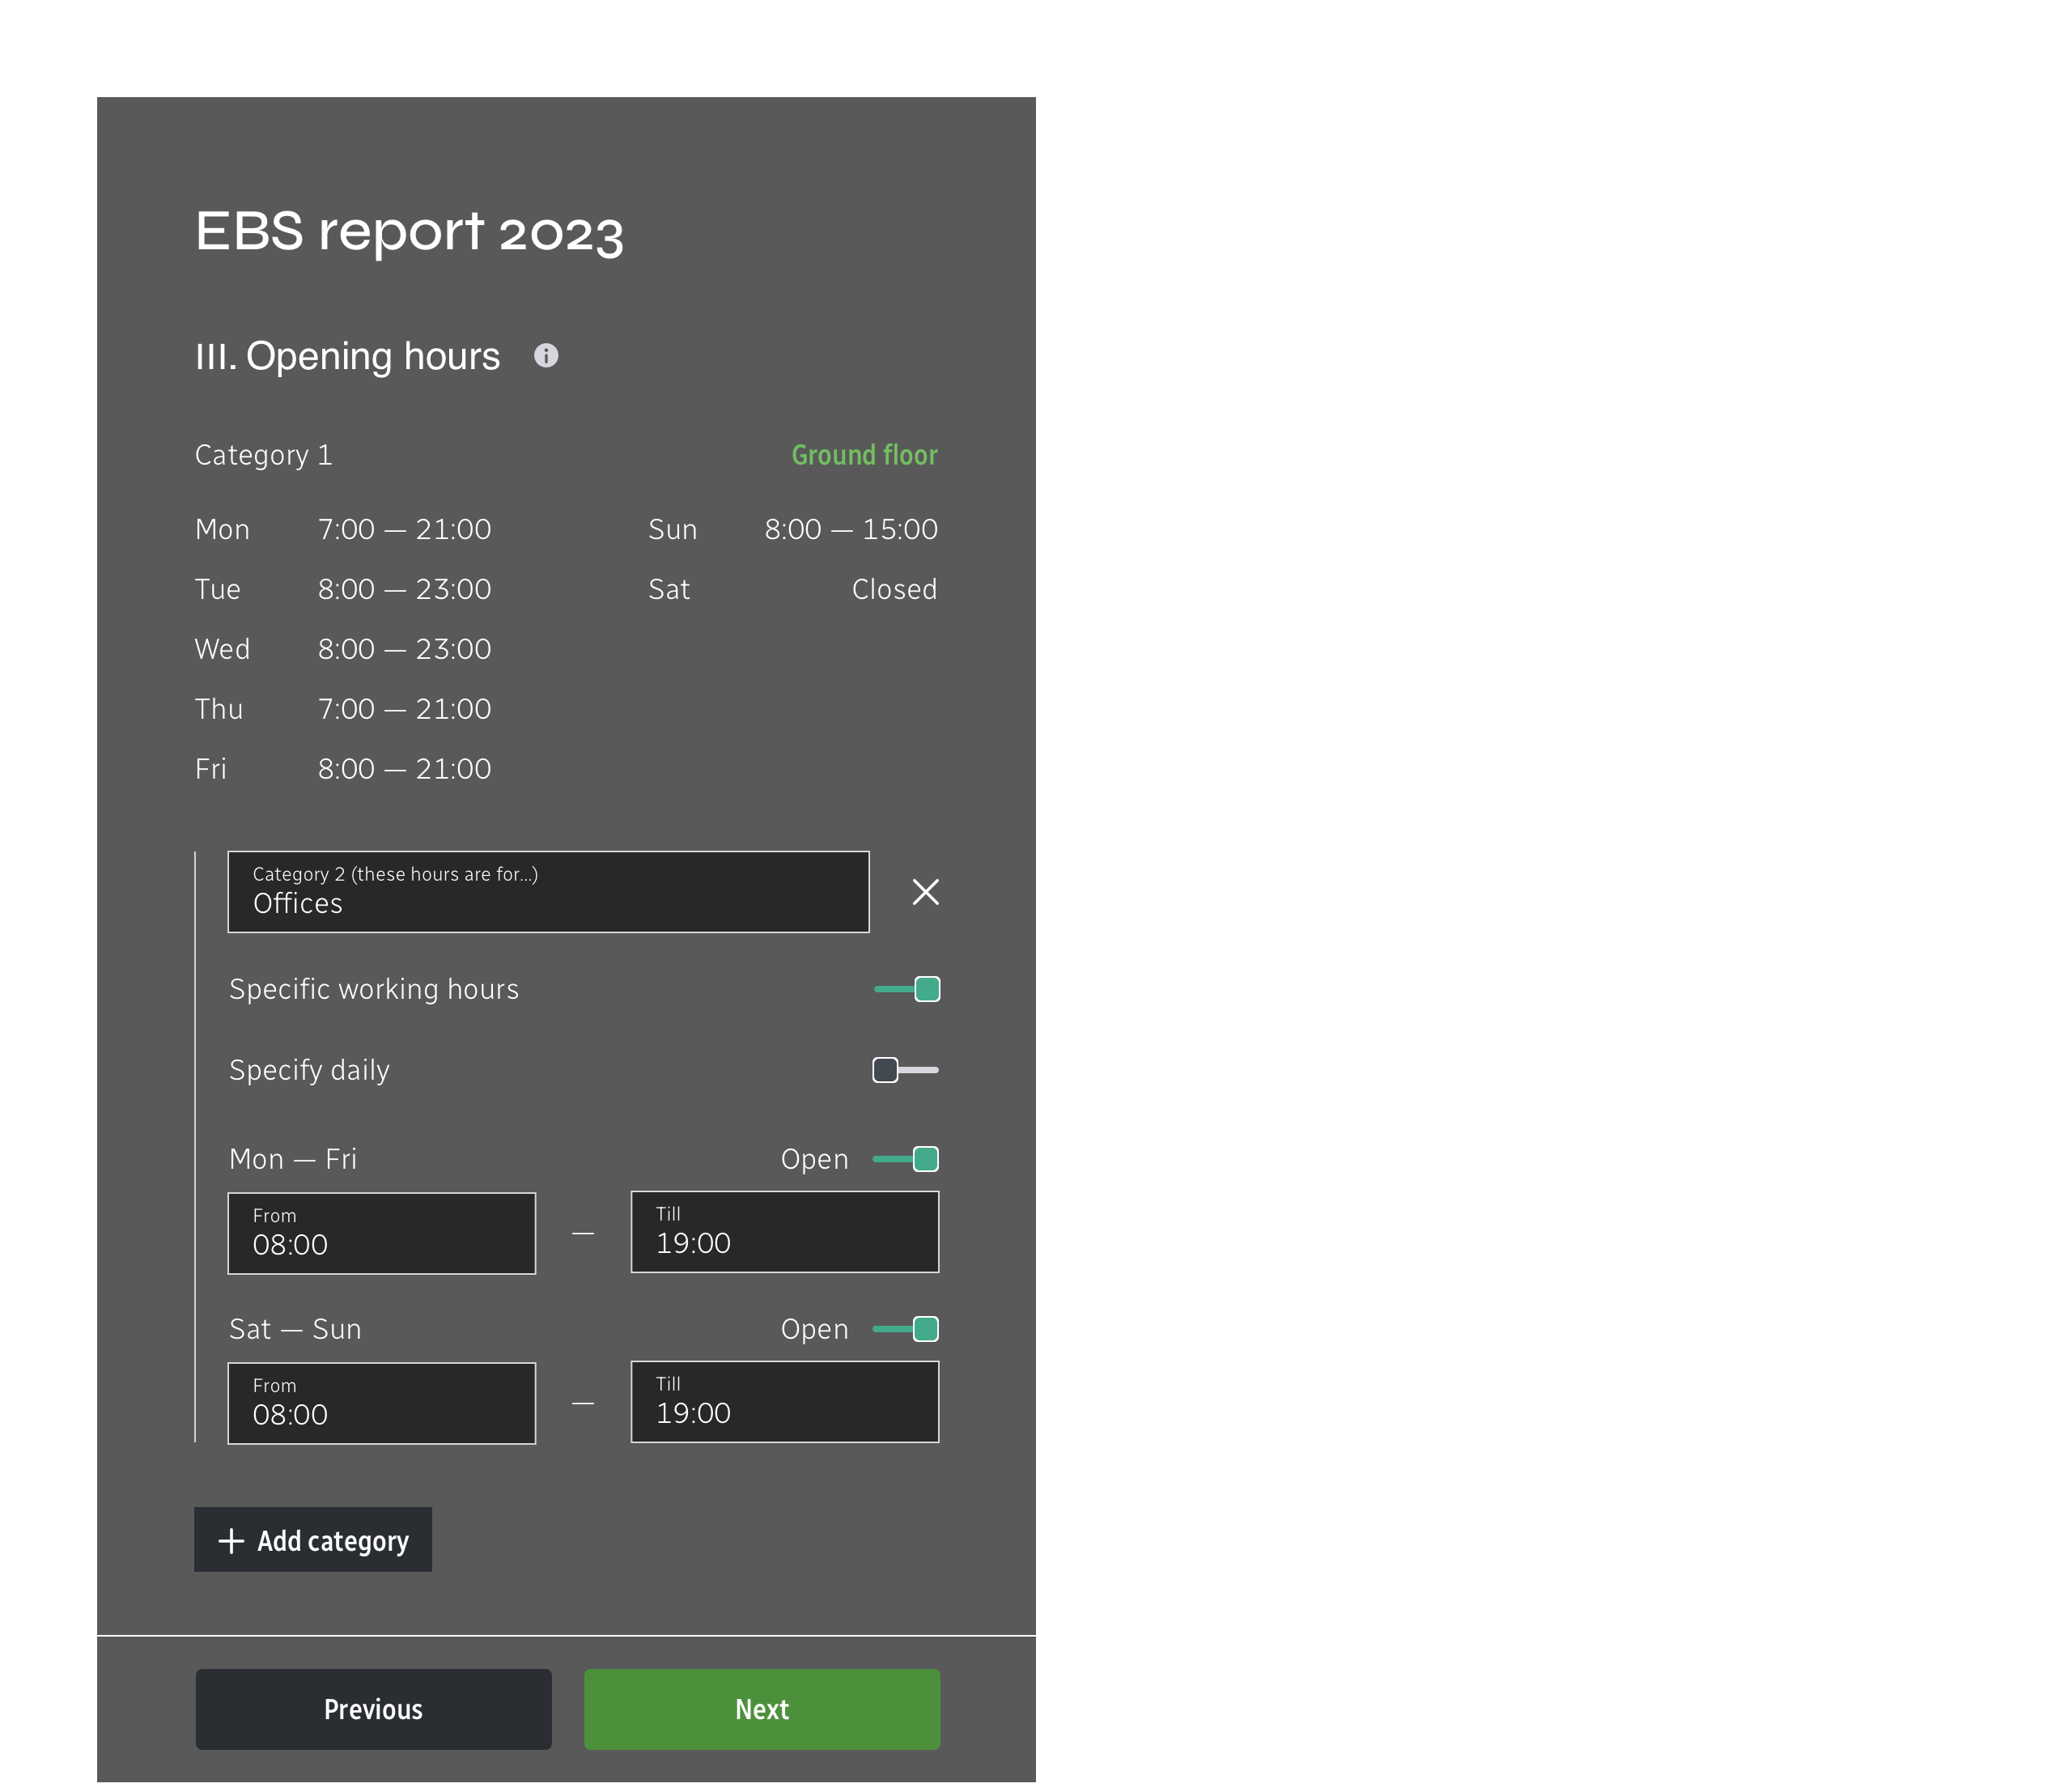 EBS report 2023
III. Opening hours
Category 1 Ground floor
Mon 7:00 — 21:00 Sun 8:00 — 15:00
Tue 8:00 — 23:00 Sat Closed
Wed 8:00 — 23:00
Thu 7:00 — 21:00
Fri 8:00 — 21:00
Category 2 (these hours are for...)
Offices
Specific working hours
Specify daily
Mon — Fri Open
From — Till
08:00 19:00
Sat — Sun Open
From — Till
08:00 19:00
Add category
Previous Next